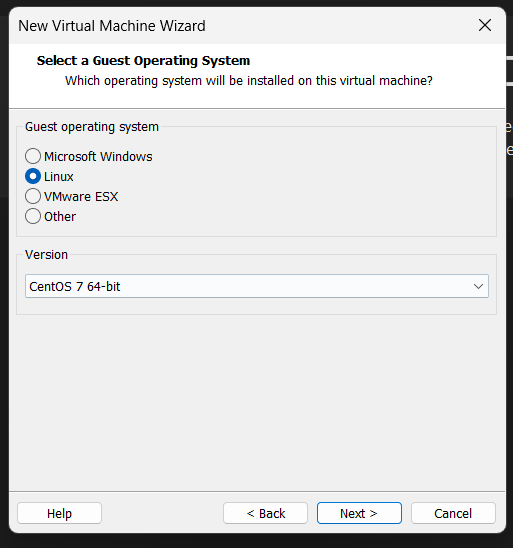 New Virtual Machine Wizard
Select a Guest Operating System
Which operating system will be installed on this virtual machine?
Guest operating system
Microsoft Windows
Linux
VMware ESX
Other
Version
CentOS 7 64-bit
Help
< Back
Next >
Cancel